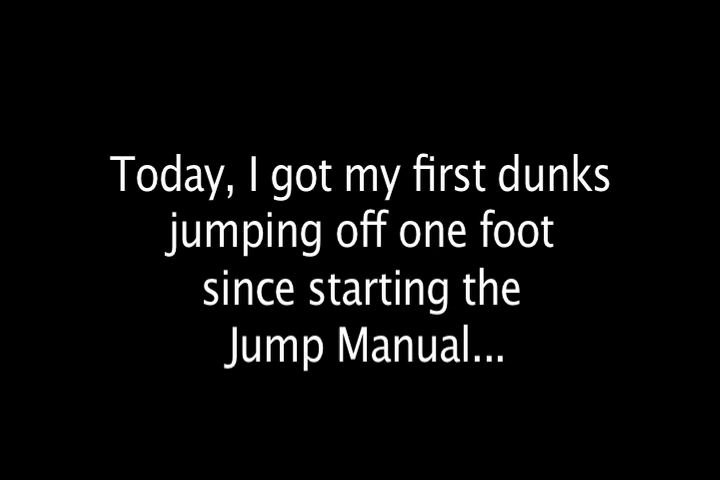 Today, I got my first dunks
jumping off one foot
since starting the
Jump Manual...